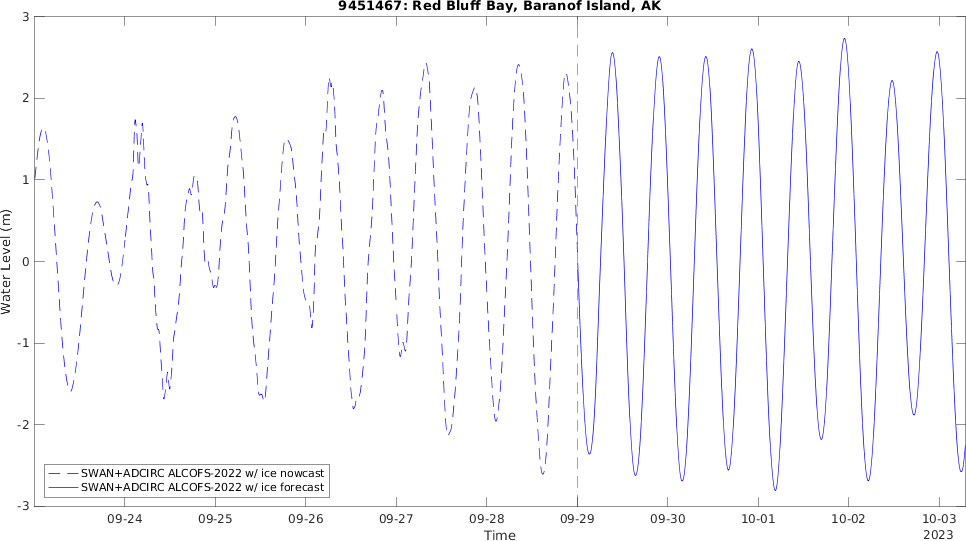 9451467: Red Bluff Bay, Baranof Island, AK
Water Level (m)
3
2
1
0
-1
-2
-3
SWAN+ADCIRC ALCOFS-2022 w/ ice nowcast
SWAN+ADCIRC ALCOFS-2022 w/ ice forecast
09-24 09-25 09-26 09-27 09-28 09-29 09-30 10-01 10-02 10-03
Time 2023